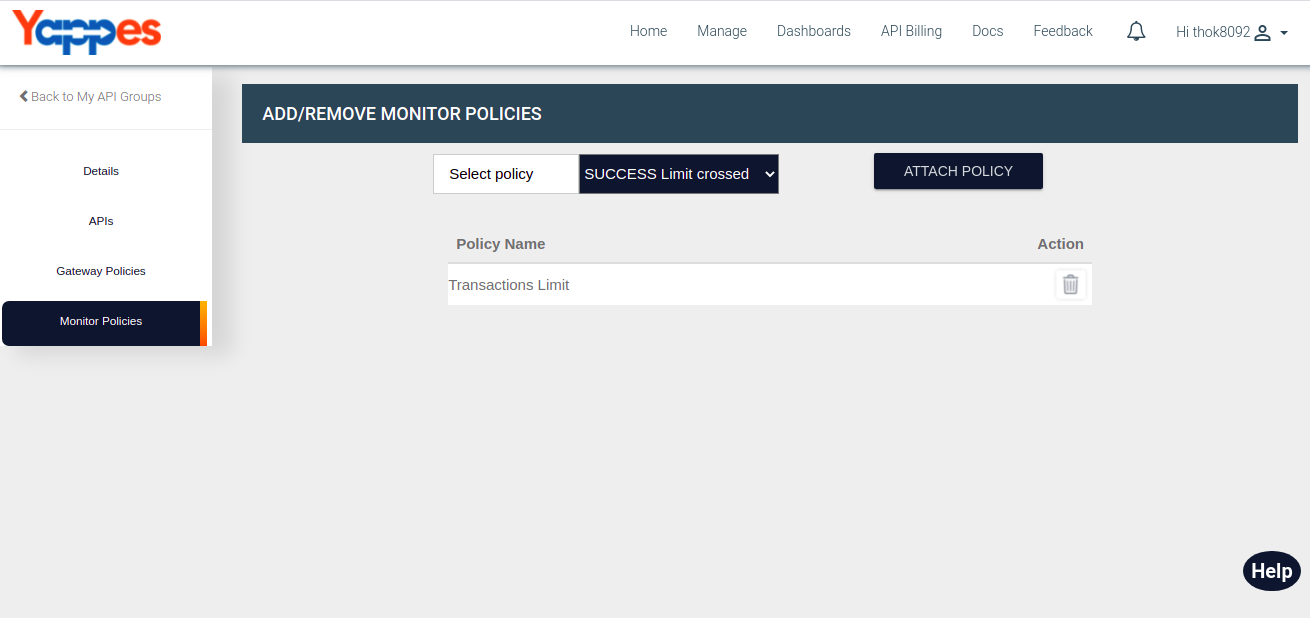 Yappes
Home Manage Dashboards API Billing Docs Feedback Hi thok8092
Back to My API Groups
Details
APIs
Gateway Policies
Monitor Policies
ADD/REMOVE MONITOR POLICIES
Select policy SUCCESS Limit crossed ATTACH POLICY
Policy Name Action
Transactions Limit
Help